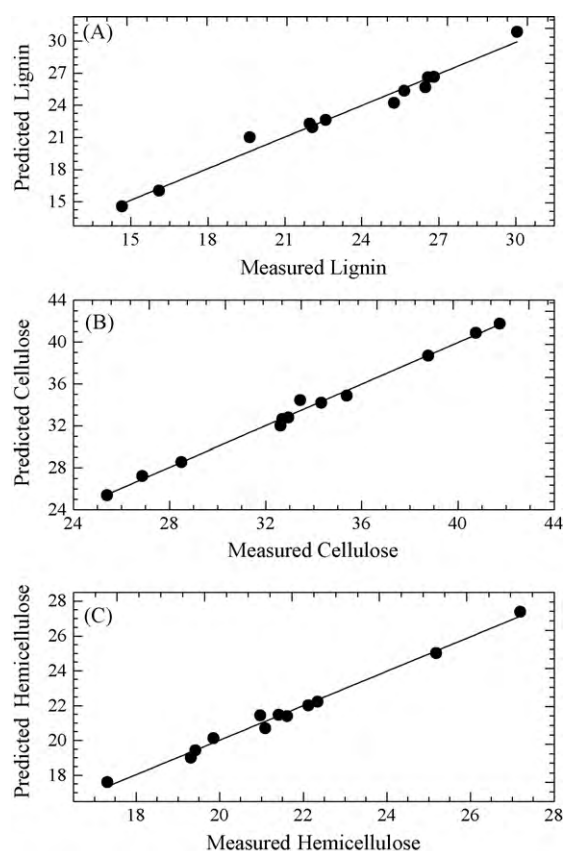 (A)
Predicted Lignin
30
27
24
21
18
15
15 18 21 24 27 30
Measured Lignin
(B)
Predicted Cellulose
44
40
36
32
28
24
24 28 32 36 40 44
Measured Cellulose
(C)
Predicted Hemicellulose
28
26
24
22
20
18
18 20 22 24 26 28
Measured Hemicellulose